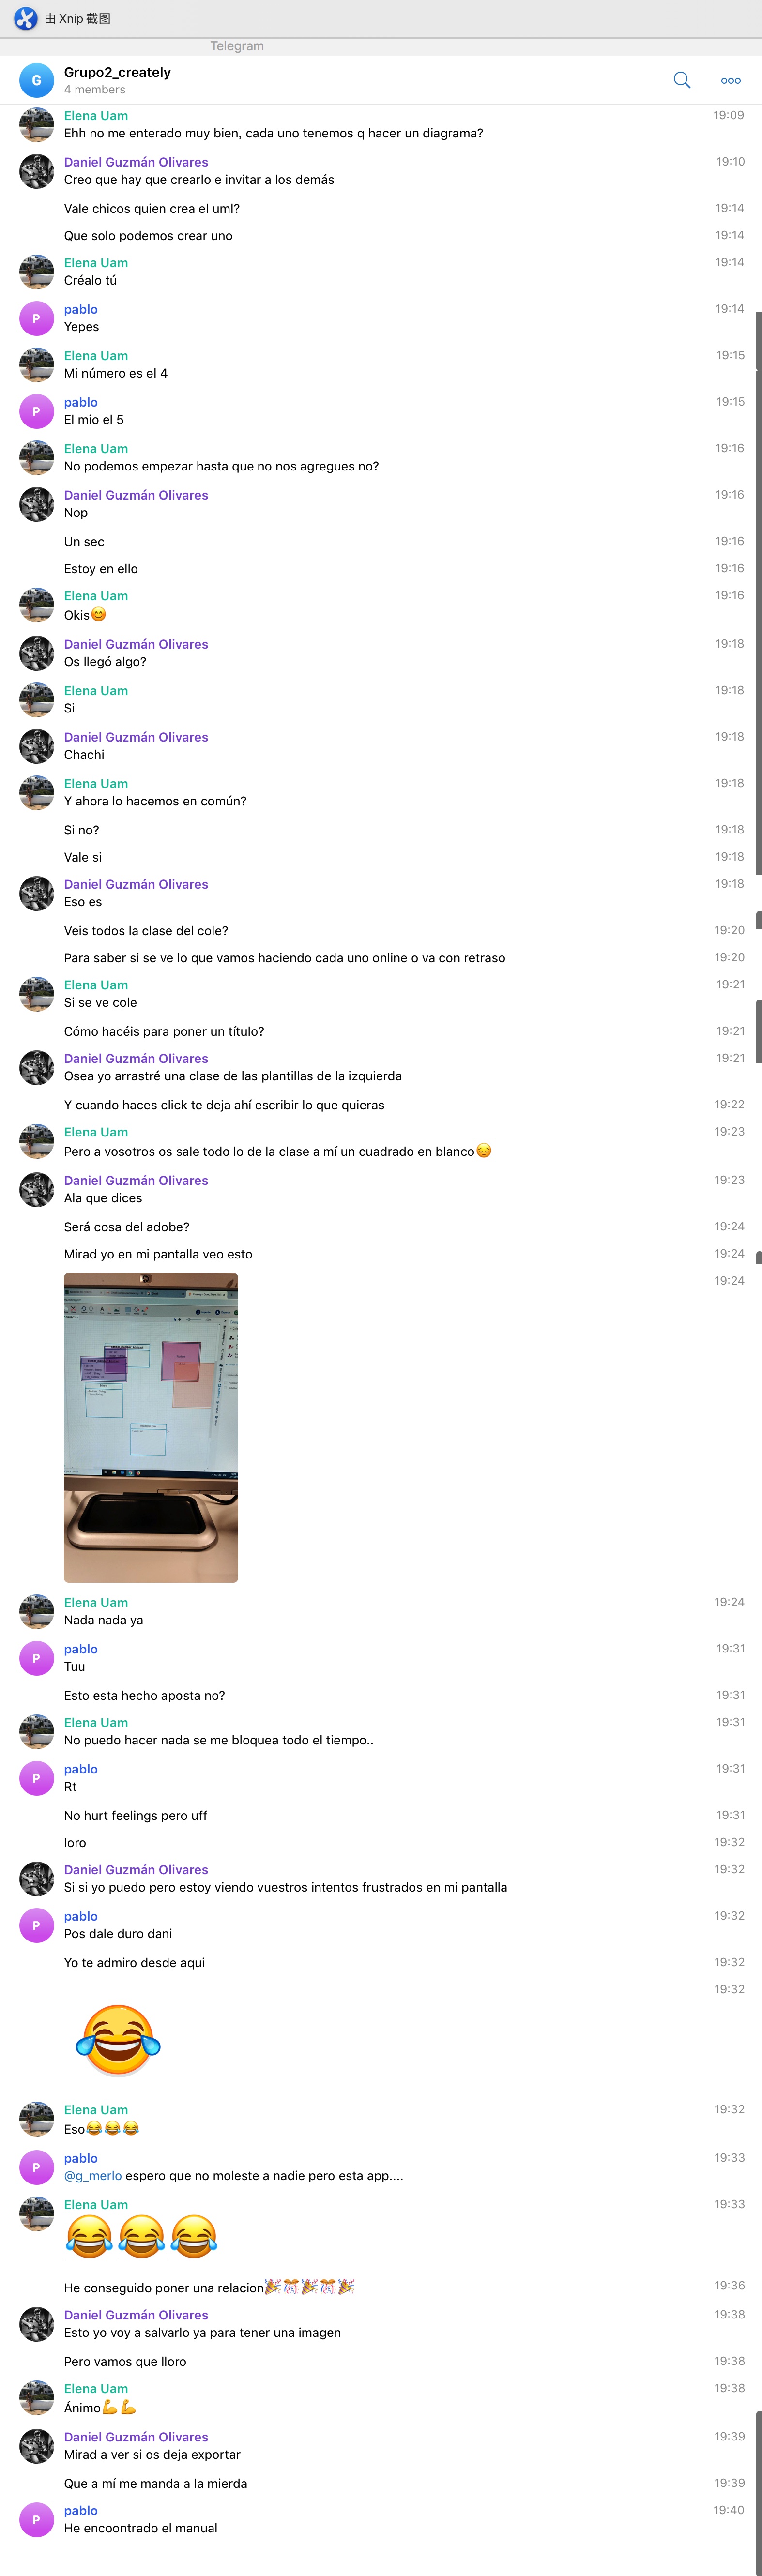 由 Xnip 截图
Telegram
G
Grupo2_creately
4 members
Elena Uam 19:09
Ehh no me enterado muy bien, cada uno tenemos q hacer un diagrama?
Daniel Guzmán Olivares 19:10
Creo que hay que crearlo e invitar a los demás
Vale chicos quien crea el uml? 19:14
Que solo podemos crear uno 19:14
Elena Uam 19:14
Créalo tú
P
pablo 19:14
Yepes
Elena Uam 19:15
Mi número es el 4
P
pablo 19:15
El mio el 5
Elena Uam 19:16
No podemos empezar hasta que no nos agregues no?
Daniel Guzmán Olivares 19:16
Nop
Un sec 19:16
Estoy en ello 19:16
Elena Uam 19:16
Okis😊
Daniel Guzmán Olivares 19:18
Os llegó algo?
Elena Uam 19:18
Si
Daniel Guzmán Olivares 19:18
Chachi
Elena Uam 19:18
Y ahora lo hacemos en común?
Si no? 19:18
Vale si 19:18
Daniel Guzmán Olivares 19:18
Eso es
Veis todos la clase del cole? 19:20
Para saber si se ve lo que vamos haciendo cada uno online o va con retraso 19:20
Elena Uam 19:21
Si se ve cole
Cómo hacéis para poner un título? 19:21
Daniel Guzmán Olivares 19:21
Osea yo arrastré una clase de las plantillas de la izquierda
Y cuando haces click te deja ahí escribir lo que quieras 19:22
Elena Uam 19:23
Pero a vosotros os sale todo lo de la clase a mí un cuadrado en blanco😔
Daniel Guzmán Olivares 19:23
Ala que dices
Será cosa del adobe? 19:24
Mirad yo en mi pantalla veo esto 19:24
19:24
Elena Uam 19:24
Nada nada ya
P
pablo 19:31
Tuu
Esto esta hecho aposta no? 19:31
Elena Uam 19:31
No puedo hacer nada se me bloquea todo el tiempo..
P
pablo 19:31
Rt
No hurt feelings pero uff 19:31
loro 19:32
Daniel Guzmán Olivares 19:32
Si si yo puedo pero estoy viendo vuestros intentos frustrados en mi pantalla
P
pablo 19:32
Pos dale duro dani
Yo te admiro desde aqui 19:32
😂 19:32
Elena Uam 19:32
Eso😂😂😂
P
pablo 19:33
@g_merlo espero que no moleste a nadie pero esta app....
Elena Uam 19:33
😂😂😂
He conseguido poner una relacion🎉🎊🎉🎊🎉 19:36
Daniel Guzmán Olivares 19:38
Esto yo voy a salvarlo ya para tener una imagen
Pero vamos que lloro 19:38
Elena Uam 19:38
Ánimo💪💪
Daniel Guzmán Olivares 19:39
Mirad a ver si os deja exportar
Que a mí me manda a la mierda 19:39
P
pablo 19:40
He encoontrado el manual